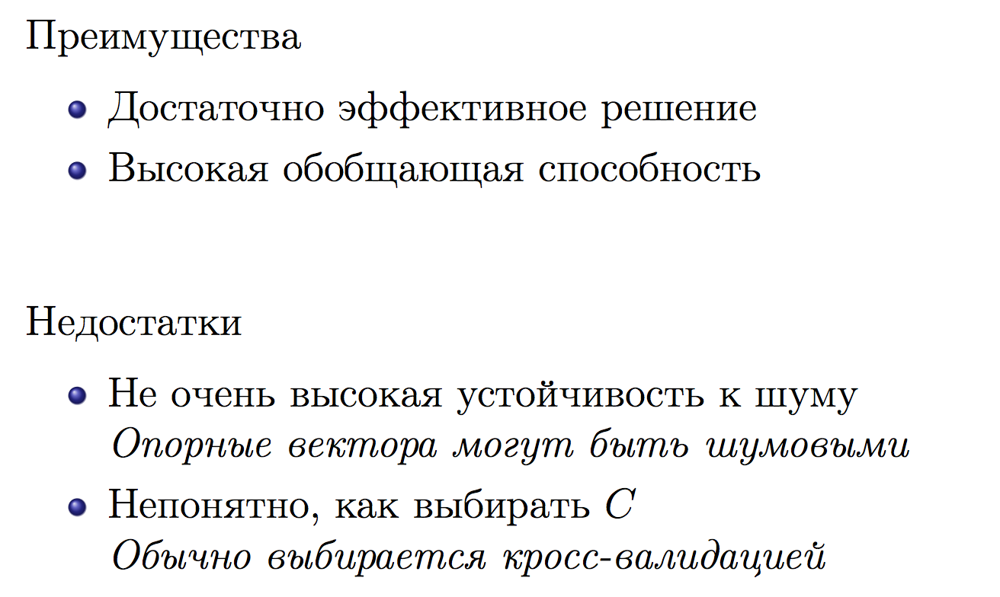 Преимущества
Достаточно эффективное решение
Высокая обобщающая способность
Недостатки
Не очень высокая устойчивость к шуму
Опорные вектора могут быть шумовыми
Непонятно, как выбирать C
Обычно выбирается кросс-валидацией